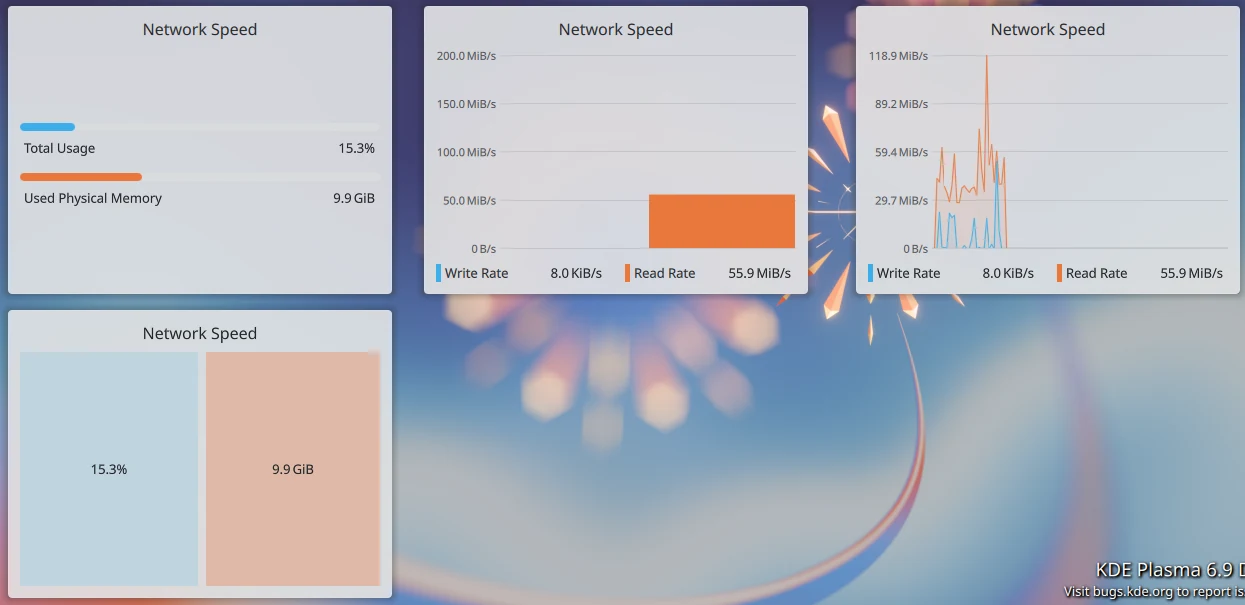 Network Speed
Total Usage 15.3%
Used Physical Memory 9.9 GiB
Network Speed
200.0 MiB/s
150.0 MiB/s
100.0 MiB/s
50.0 MiB/s
0 B/s
Write Rate 8.0 KiB/s Read Rate 55.9 MiB/s
Network Speed
118.9 MiB/s
89.2 MiB/s
59.4 MiB/s
29.7 MiB/s
0 B/s
Write Rate 8.0 KiB/s Read Rate 55.9 MiB/s
Network Speed
15.3% 9.9 GiB
KDE Plasma 6.9 D
Visit bugs.kde.org to report is